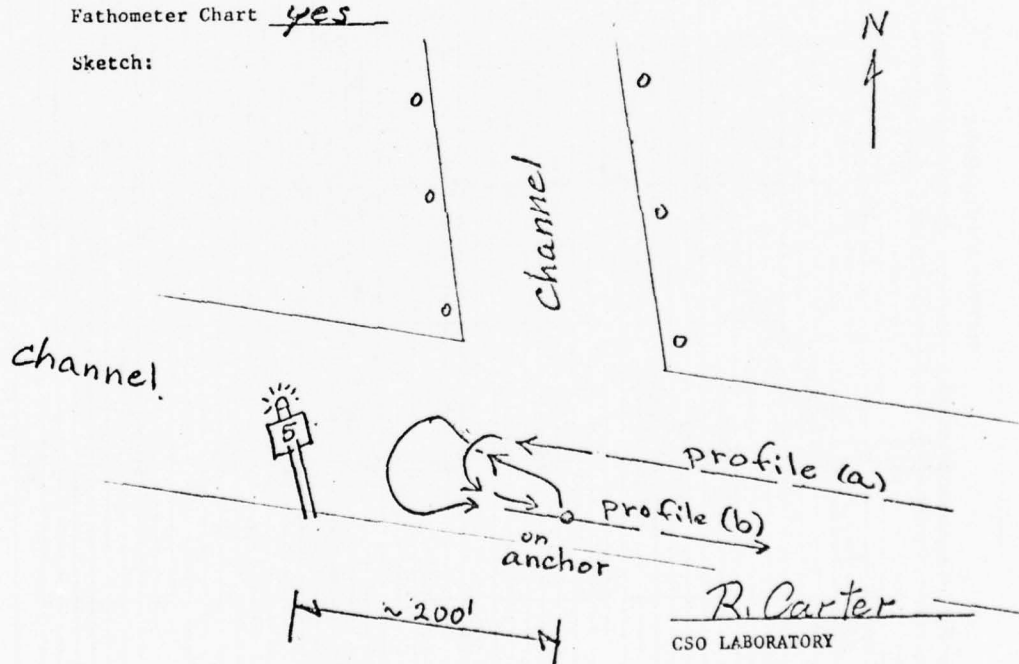 Fathometer Chart yes
Sketch:
N
Channel
Channel
5
profile (a)
profile (b)
on
anchor
~200'
R. Carter
CSO LABORATORY